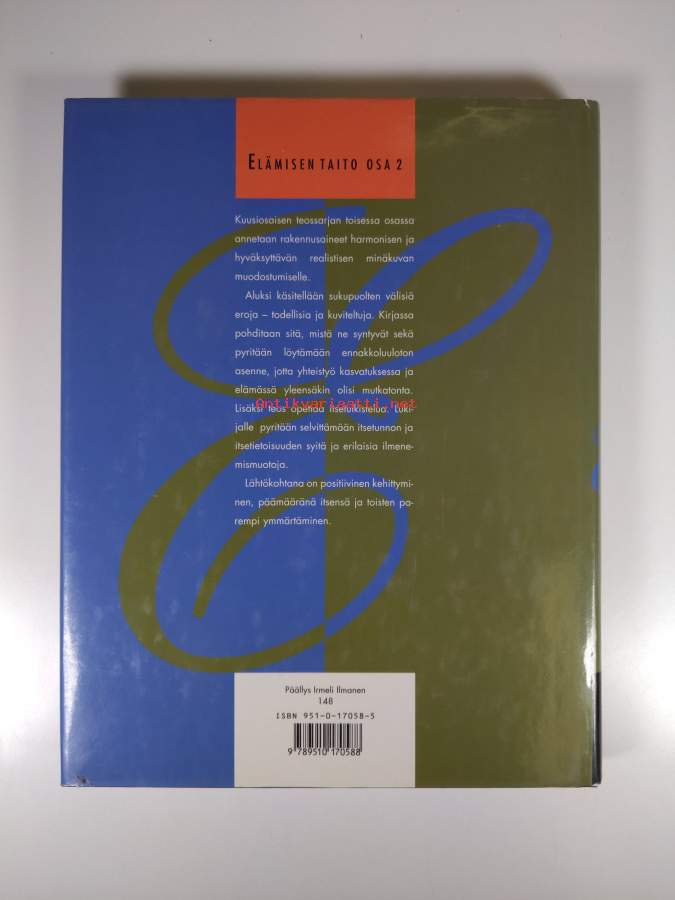 ELÄMISEN TAITO OSA 2
Kuusiosaisen teossarjan toisessa osassa
annetaan rakennusaineet harmonisen ja
hyväksyttävän realistisen minäkuvan
muodostumiselle.
Aluksi käsitellään sukupuolten välisiä
eroja – todellisia ja kuviteltuja. Kirjassa
pohditaan sitä, mistä ne syntyvät sekä
pyritään löytämään ennakkoluuloton
asenne, jotta yhteistyö kasvatuksessa ja
elämässä yleensäkin olisi mutkatonta.
Antikvariaatti.net
Lisäksi teos opettaa itsetutkistelua. Luki-
jalle pyritään selvittämään itsetunnon ja
itsetietoisuuden syitä ja erilaisia ilmene-
mismuotoja.
Lähtökohtana on positiivinen kehittymi-
nen, päämääränä itsensä ja toisten pa-
rempi ymmärtäminen.
Päällys Irmeli Ilmanen
148
ISBN 951-0-17058-5
9 789510 170588